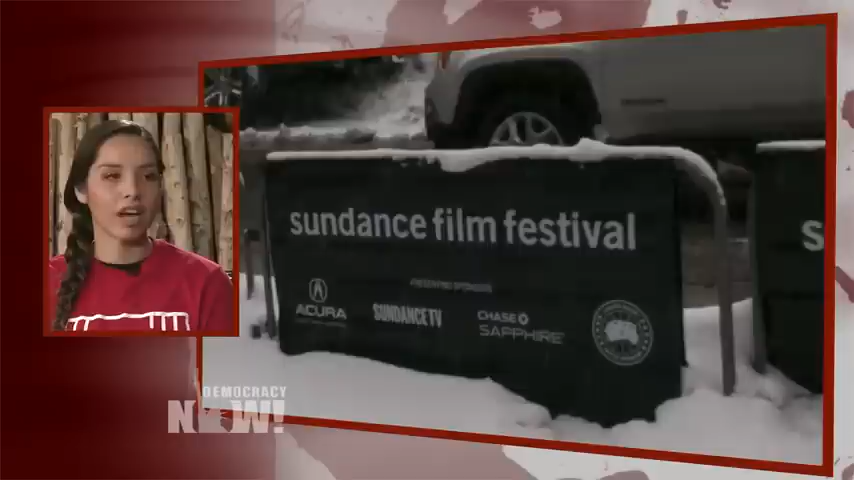 sundance film festival
S
PRESENTING SPONSORS
ACURA
SUNDANCETV
CHASE
SAPPHIRE
DEMOCRACY
NOW!